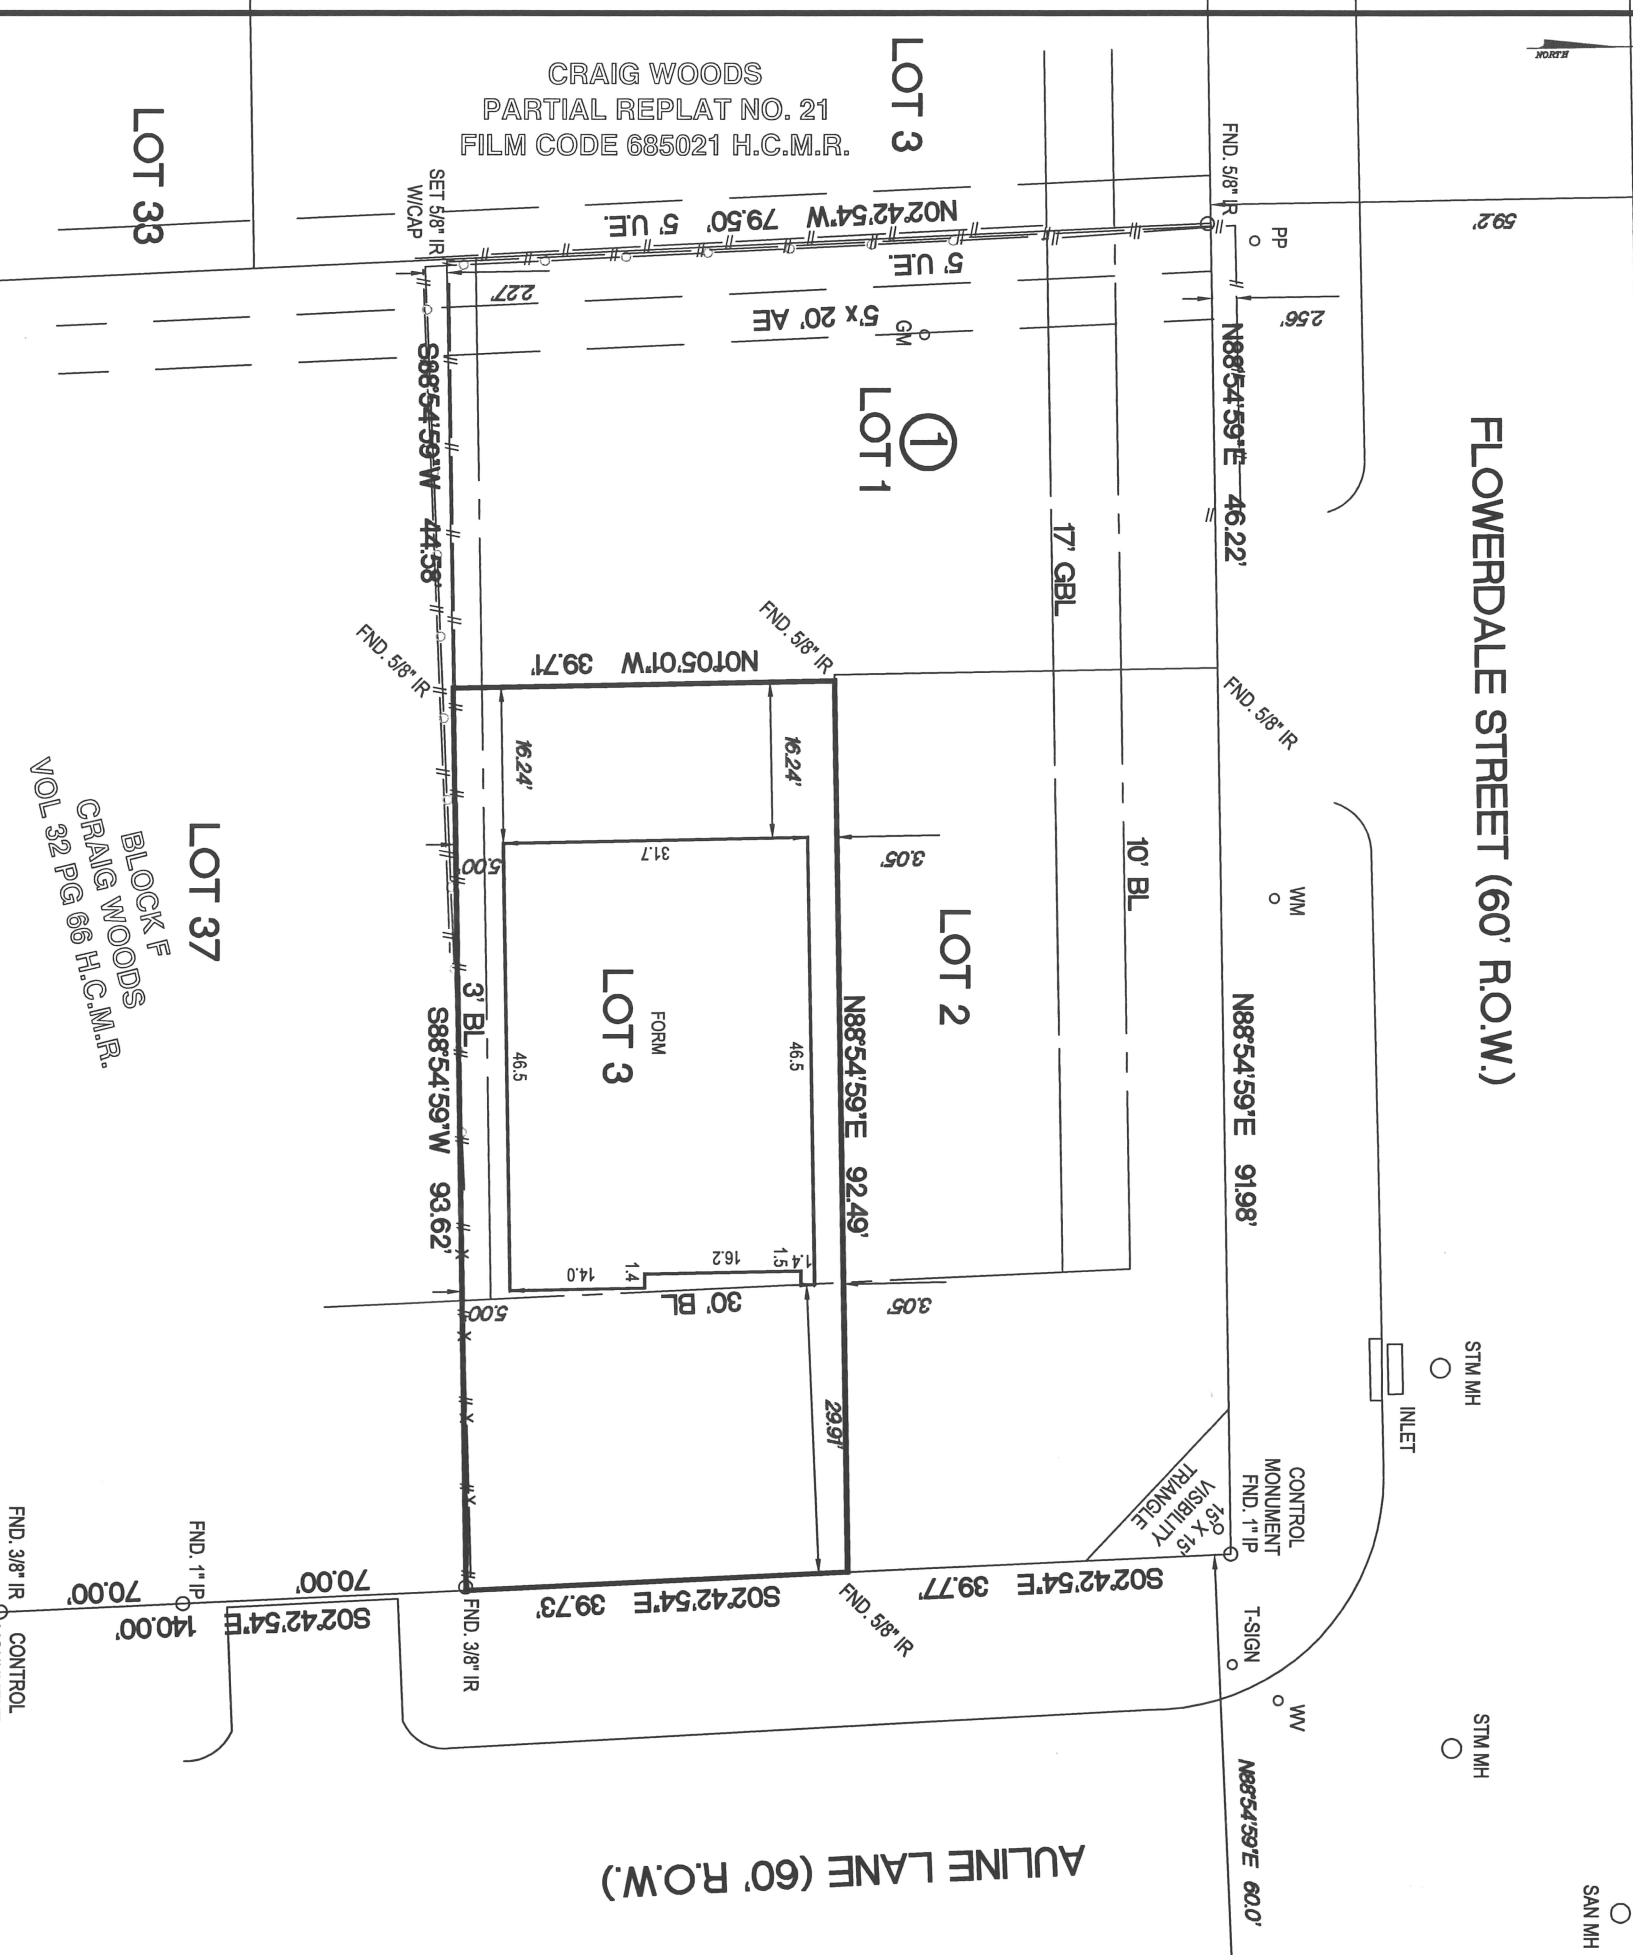 NORTH
CRAIG WOODS
PARTIAL REPLAT NO. 21
FILM CODE 685021 H.C.M.R.
LOT 3
LOT 33
SET 5/8" IR
W/CAP
FND. 5/8" IR
59.2'
PP
N02°42'54"W 79.50' 5' U.E.
5' U.E.
5'x 20' AE
GM
2.27'
2.56'
N88°54'59"E 46.22'
S88°54'59"W 44.58'
1
LOT 1
17' GBL
10' BL
FLOWERDALE STREET (60' R.O.W.)
FND. 5/8" IR
FND. 5/8" IR
FND. 5/8" IR
N01°05'01"W 39.71'
16.24'
16.24'
31.7
5.00'
3.05'
WM
LOT 2
LOT 37
BLOCK F
CRAIG WOODS
VOL 32 PG 66 H.C.M.R.
3' BL
FORM
LOT 3
46.5
46.5
N88°54'59"E 92.49'
N88°54'59"E 91.98'
S88°54'59"W 93.62'
14.0
1.4
16.2
1.5
1.4
30' BL
5.00'
3.05'
29.91'
STM MH
INLET
CONTROL
MONUMENT
FND. 1" IP
15' X 15'
VISIBILITY
TRIANGLE
S02°42'54"E 39.77'
S02°42'54"E 39.73'
FND. 5/8" IR
FND. 3/8" IR
70.00'
70.00'
S02°42'54"E 140.00'
FND. 1" IP
FND. 3/8" IR
CONTROL
T-SIGN
WV
STM MH
N88°54'59"E 60.0'
AULINE LANE (60' R.O.W.)
SAN MH